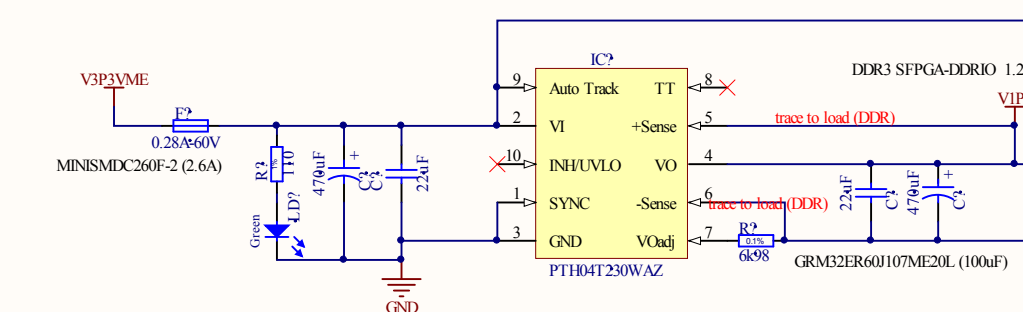 IC?
DDR3 SFPGA-DDRIO 1.2
V3P3VME
9
Auto Track
TT
8
V1P
F?
2
VI
+Sense
5
trace to load (DDR)
0.28A-60V
MINISMDC260F-2 (2.6A)
R?
1%
110
470uF
+
C?
C?
22uF
10
INH/UVLO
VO
4
22uF
C?
470uF
+
C?
1
SYNC
-Sense
6
trace to load (DDR)
Green
LD?
3
GND
VOadj
7
R?
0.1%
6k98
GRM32ER60J107ME20L (100uF)
PTH04T230WAZ
GND